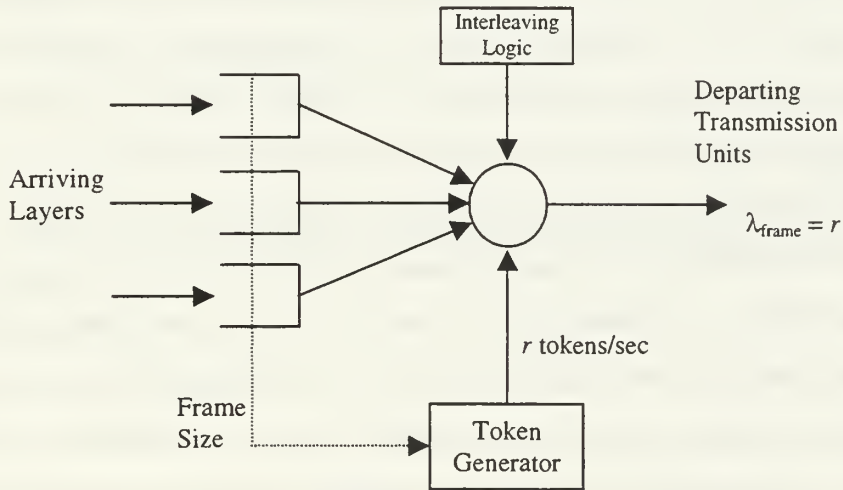 Interleaving
Logic
Departing
Transmission
Units
Arriving
Layers
λframe = r
r tokens/sec
Frame
Size
Token
Generator